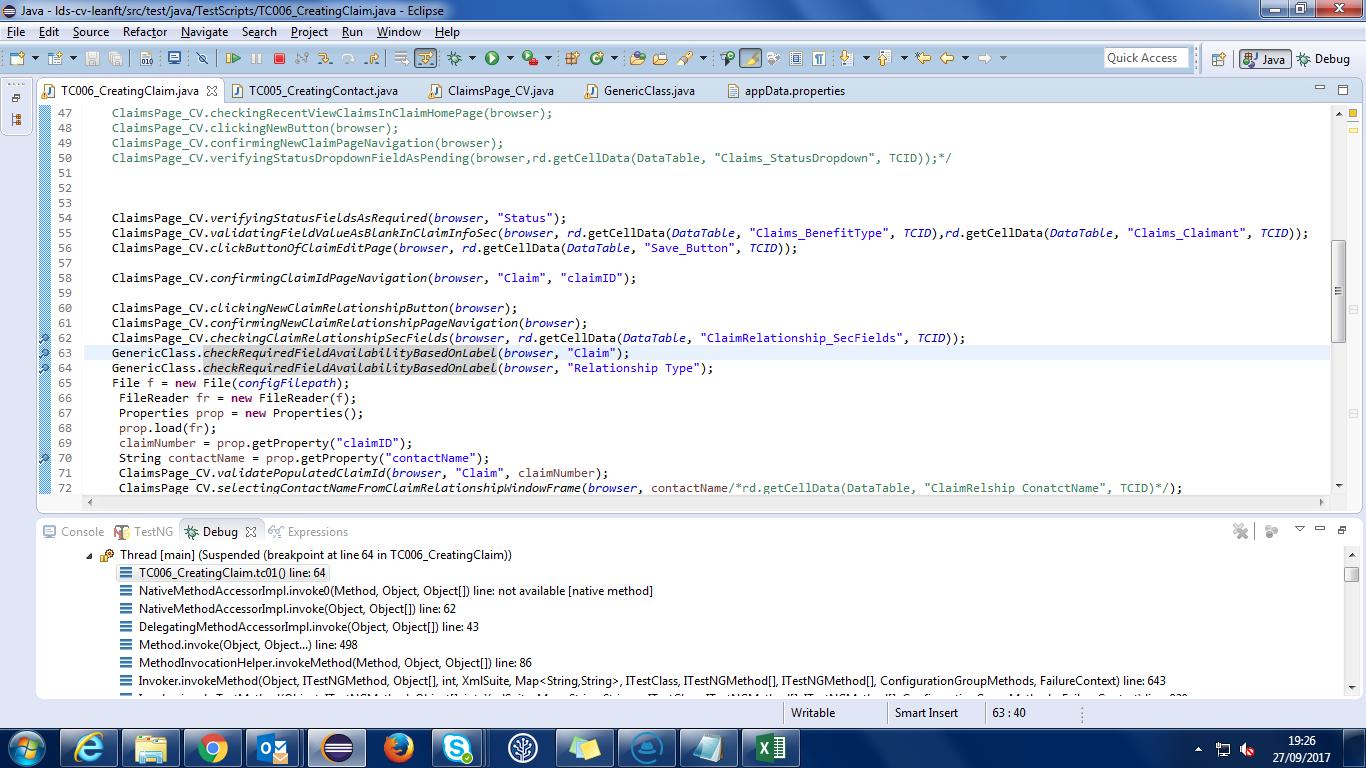 Java - lds-cv-leanft/src/test/java/TestScripts/TC006_CreatingClaim.java - Eclipse
File Edit Source Refactor Navigate Search Project Run Window Help
Quick Access Java Debug
TC006_CreatingClaim.java TC005_CreatingContact.java ClaimsPage_CV.java GenericClass.java appData.properties
47 ClaimsPage_CV.checkingRecentViewClaimsInClaimHomePage(browser);
48 ClaimsPage_CV.clickingNewButton(browser);
49 ClaimsPage_CV.confirmingNewClaimPageNavigation(browser);
50 ClaimsPage_CV.verifyingStatusDropdownFieldAsPending(browser,rd.getCellData(DataTable, "Claims_StatusDropdown", TCID));*/
51
52
53
54 ClaimsPage_CV.verifyingStatusFieldsAsRequired(browser, "Status");
55 ClaimsPage_CV.validatingFieldValueAsBlankInClaimInfoSec(browser, rd.getCellData(DataTable, "Claims_BenefitType", TCID),rd.getCellData(DataTable, "Claims_Claimant", TCID));
56 ClaimsPage_CV.clickButtonOfClaimEditPage(browser, rd.getCellData(DataTable, "Save_Button", TCID));
57
58 ClaimsPage_CV.confirmingClaimIdPageNavigation(browser, "Claim", "claimID");
59
60 ClaimsPage_CV.clickingNewClaimRelationshipButton(browser);
61 ClaimsPage_CV.confirmingNewClaimRelationshipPageNavigation(browser);
62 ClaimsPage_CV.checkingClaimRelationshipSecFields(browser, rd.getCellData(DataTable, "ClaimRelationship_SecFields", TCID));
63 GenericClass.checkRequiredFieldAvailabilityBasedOnLabel(browser, "Claim");
64 GenericClass.checkRequiredFieldAvailabilityBasedOnLabel(browser, "Relationship Type");
65 File f = new File(configFilepath);
66 FileReader fr = new FileReader(f);
67 Properties prop = new Properties();
68 prop.load(fr);
69 claimNumber = prop.getProperty("claimID");
70 String contactName = prop.getProperty("contactName");
71 ClaimsPage_CV.validatePopulatedClaimId(browser, "Claim", claimNumber);
72 ClaimsPage_CV.selectingContactNameFromClaimRelationshipWindowFrame(browser, contactName/*rd.getCellData(DataTable, "ClaimRelship_ConatctName", TCID)*/);
Console TestNG Debug Expressions
Thread [main] (Suspended (breakpoint at line 64 in TC006_CreatingClaim))
TC006_CreatingClaim.tc01() line: 64
NativeMethodAccessorImpl.invoke0(Method, Object, Object[]) line: not available [native method]
NativeMethodAccessorImpl.invoke(Object, Object[]) line: 62
DelegatingMethodAccessorImpl.invoke(Object, Object[]) line: 43
Method.invoke(Object, Object...) line: 498
MethodInvocationHelper.invokeMethod(Method, Object, Object[]) line: 86
Invoker.invokeMethod(Object, ITestNGMethod, Object[], int, XmlSuite, Map<String,String>, ITestClass, ITestNGMethod[], ITestNGMethod[], ConfigurationGroupMethods, FailureContext) line: 643
Writable Smart Insert 63 : 40
19:26
27/09/2017